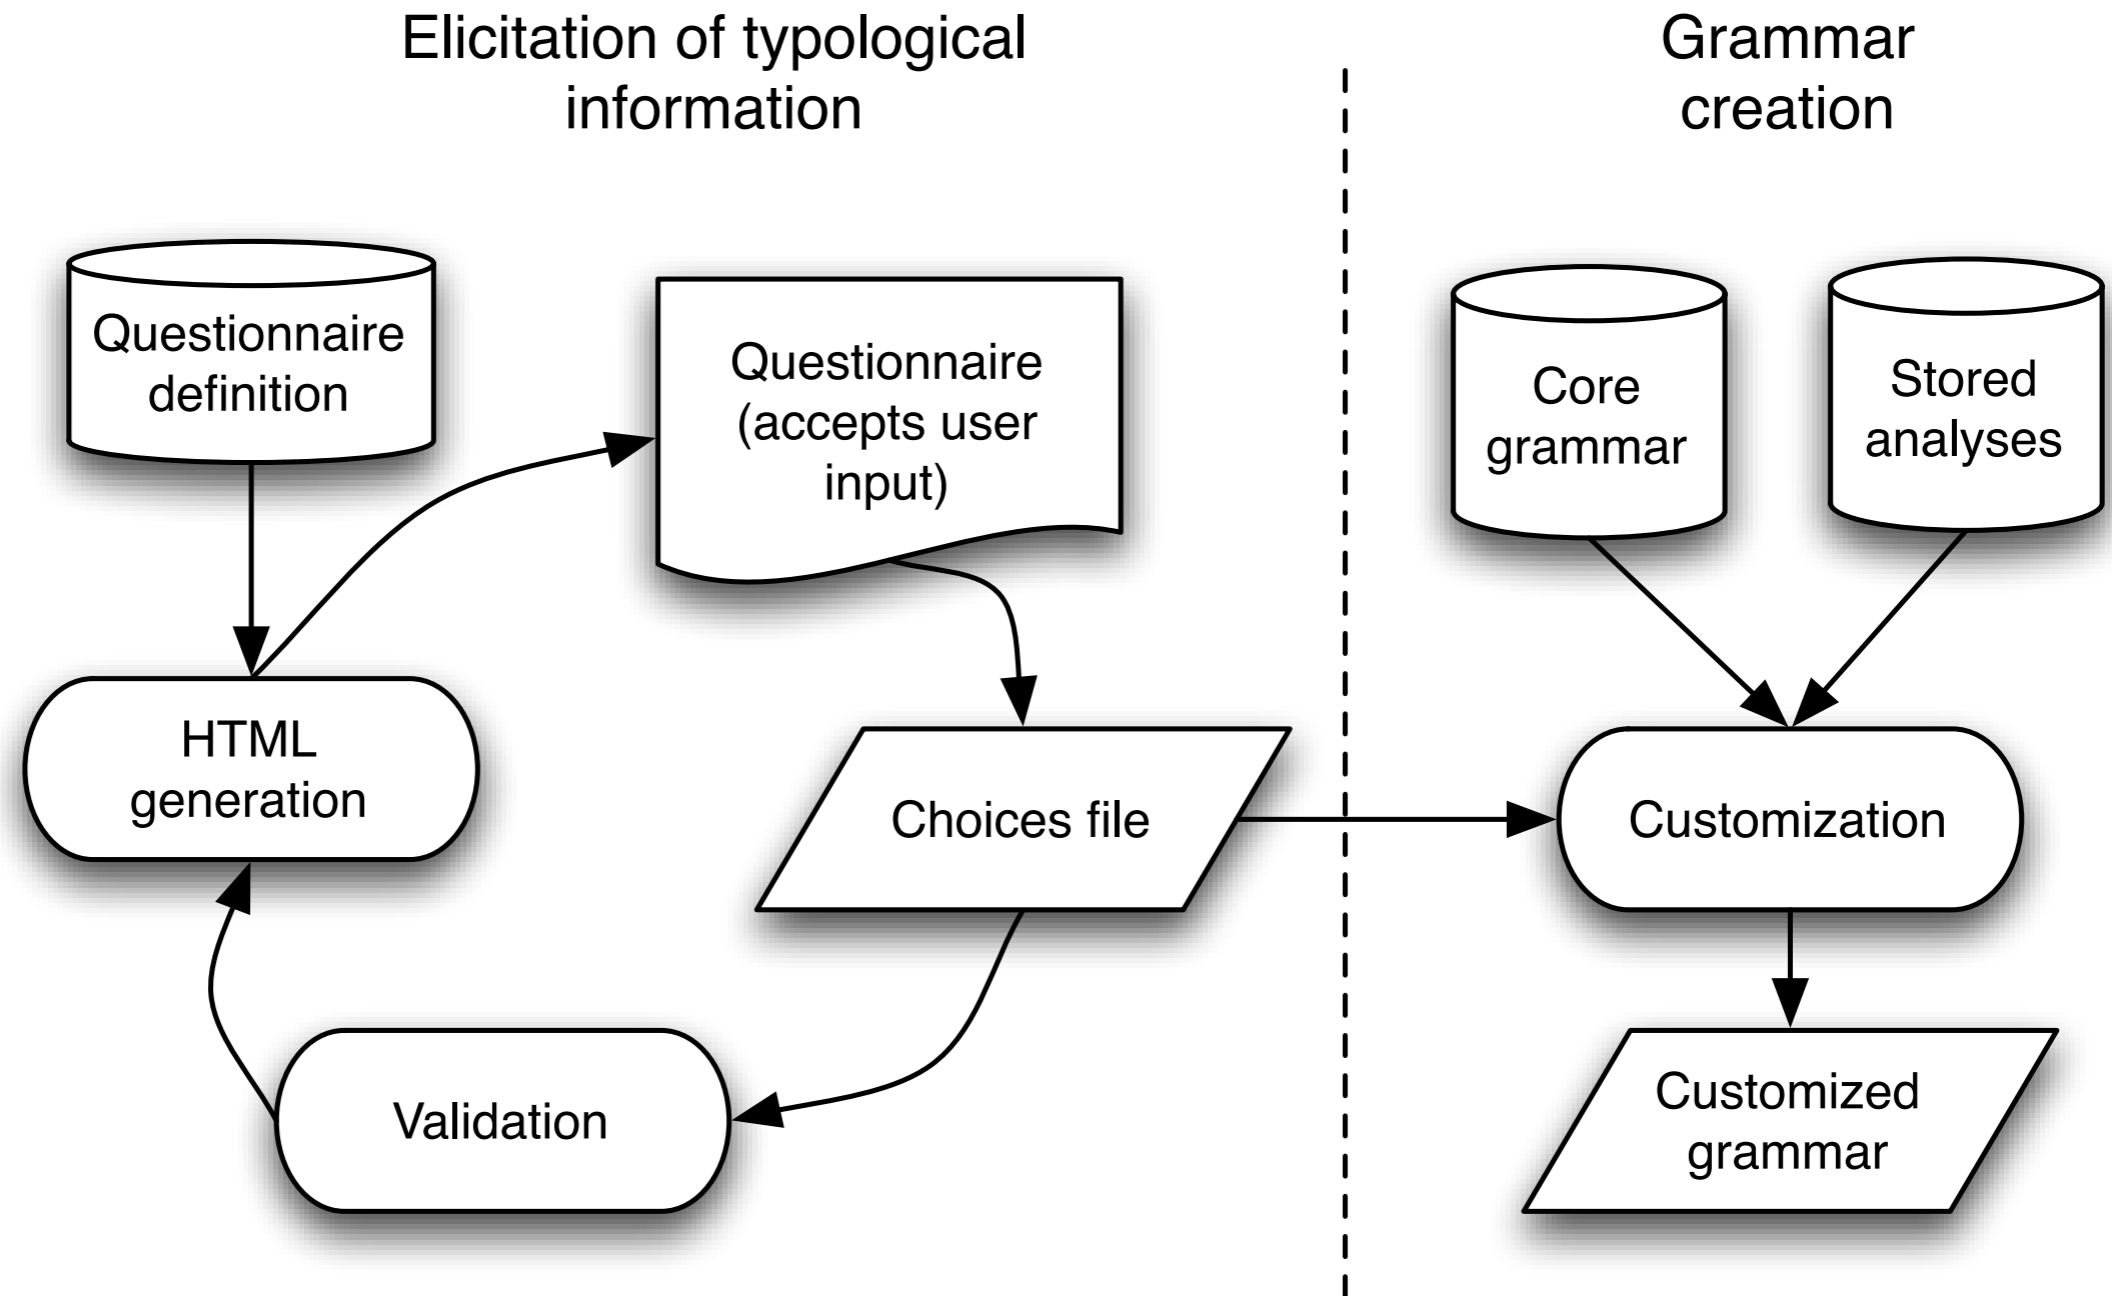 Elicitation of typological
information
Grammar
creation
Questionnaire
definition
Questionnaire
(accepts user
input)
Core
grammar
Stored
analyses
HTML
generation
Choices file
Customization
Validation
Customized
grammar